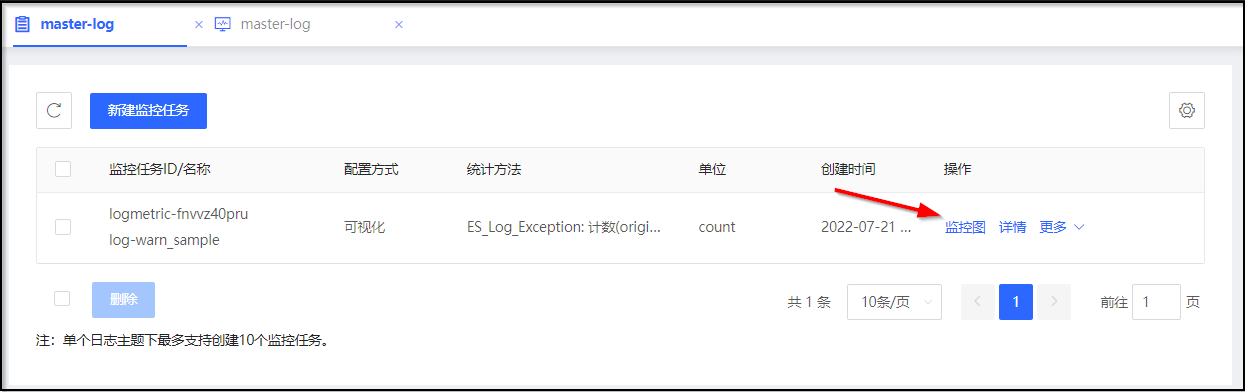 master-log × master-log ×
新建监控任务
监控任务ID/名称 配置方式 统计方法 单位 创建时间 操作
logmetric-fnvvz40pru
log-warn_sample 可视化 ES_Log_Exception: 计数(origi... count 2022-07-21 ... 监控图 详情 更多
删除 共 1 条 10条/页 1 前往 1 页
注：单个日志主题下最多支持创建10个监控任务。